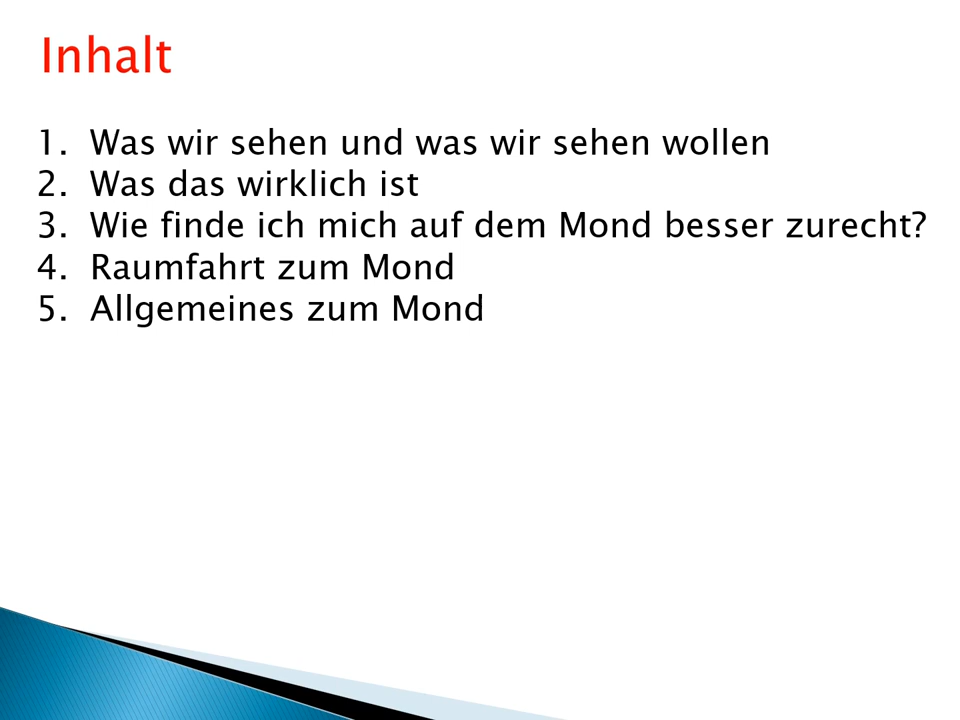 Inhalt
1. Was wir sehen und was wir sehen wollen
2. Was das wirklich ist
3. Wie finde ich mich auf dem Mond besser zurecht?
4. Raumfahrt zum Mond
5. Allgemeines zum Mond